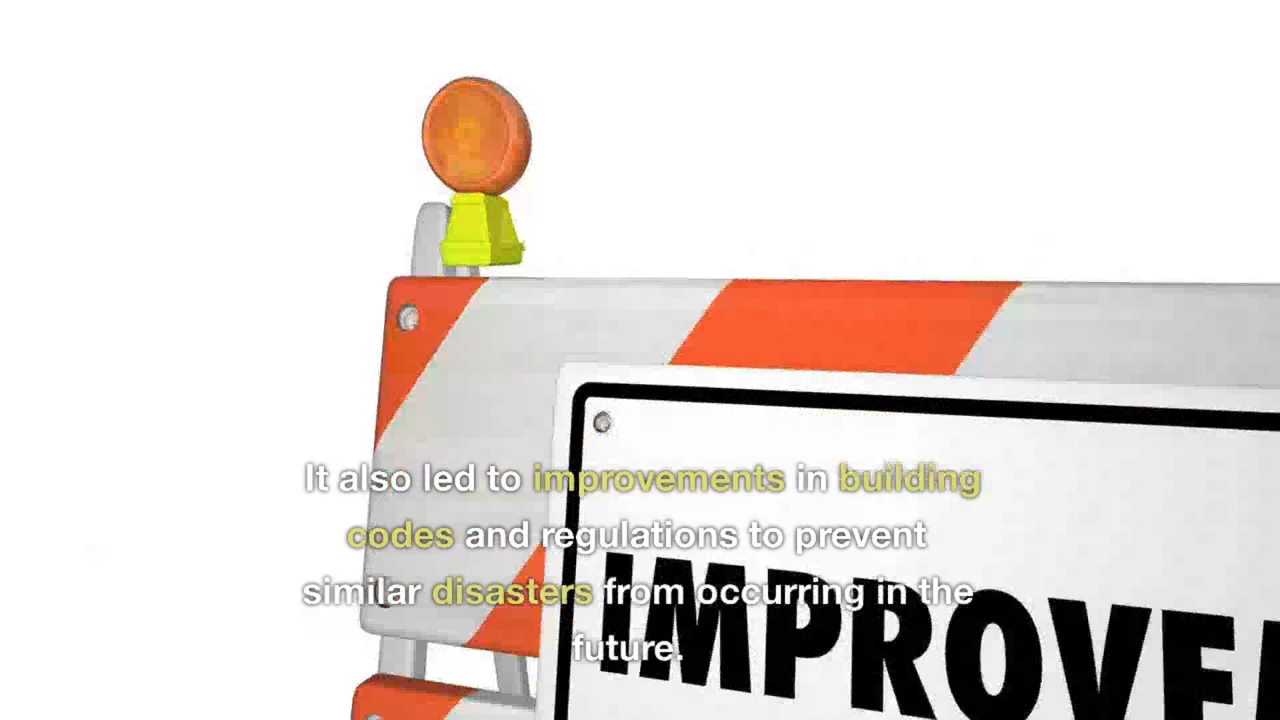 It also led to improvements in building
codes and regulations to prevent
similar disasters from occurring in the
future.
IMPROVE